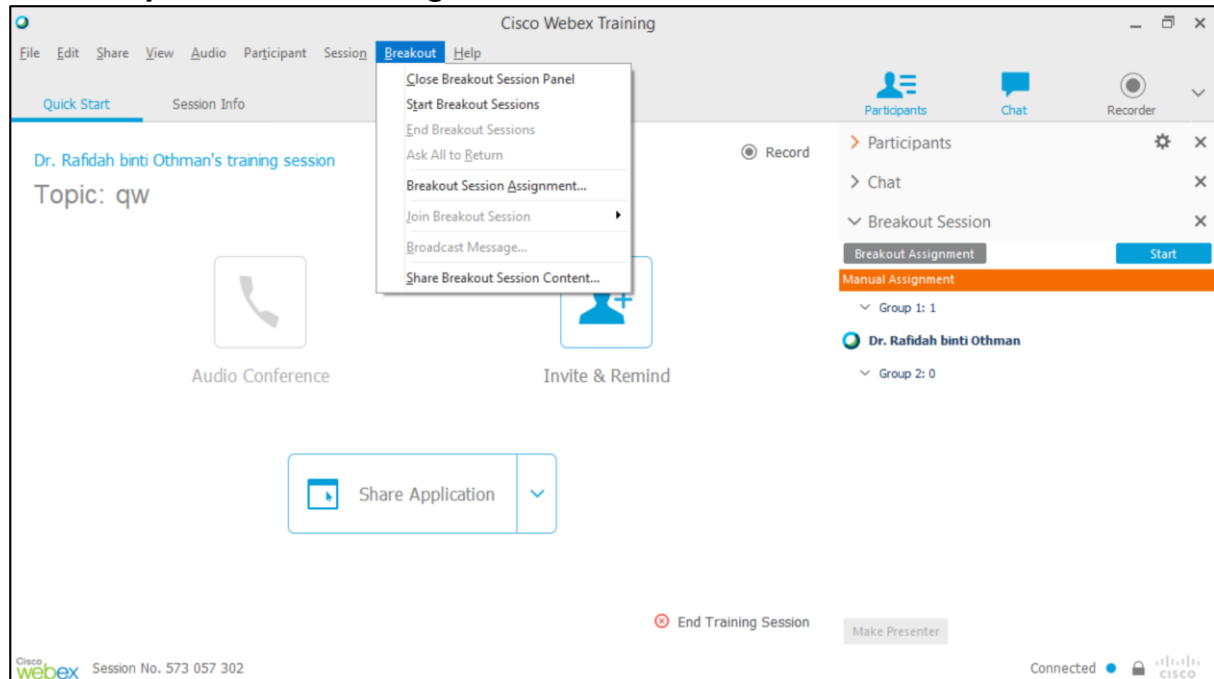 Cisco Webex Training
File Edit Share View Audio Participant Session Breakout Help
Close Breakout Session Panel
Start Breakout Sessions
End Breakout Sessions
Ask All to Return
Breakout Session Assignment...
Join Breakout Session
Broadcast Message...
Share Breakout Session Content...
Quick Start Session Info
Participants Chat Recorder
Dr. Rafidah binti Othman's training session
Topic: qw
Record
Audio Conference
Invite & Remind
Share Application
End Training Session
Participants
Chat
Breakout Session
Breakout Assignment Start
Manual Assignment
Group 1: 1
Dr. Rafidah binti Othman
Group 2: 0
Make Presenter
Cisco
webex Session No. 573 057 302
Connected
CISCO